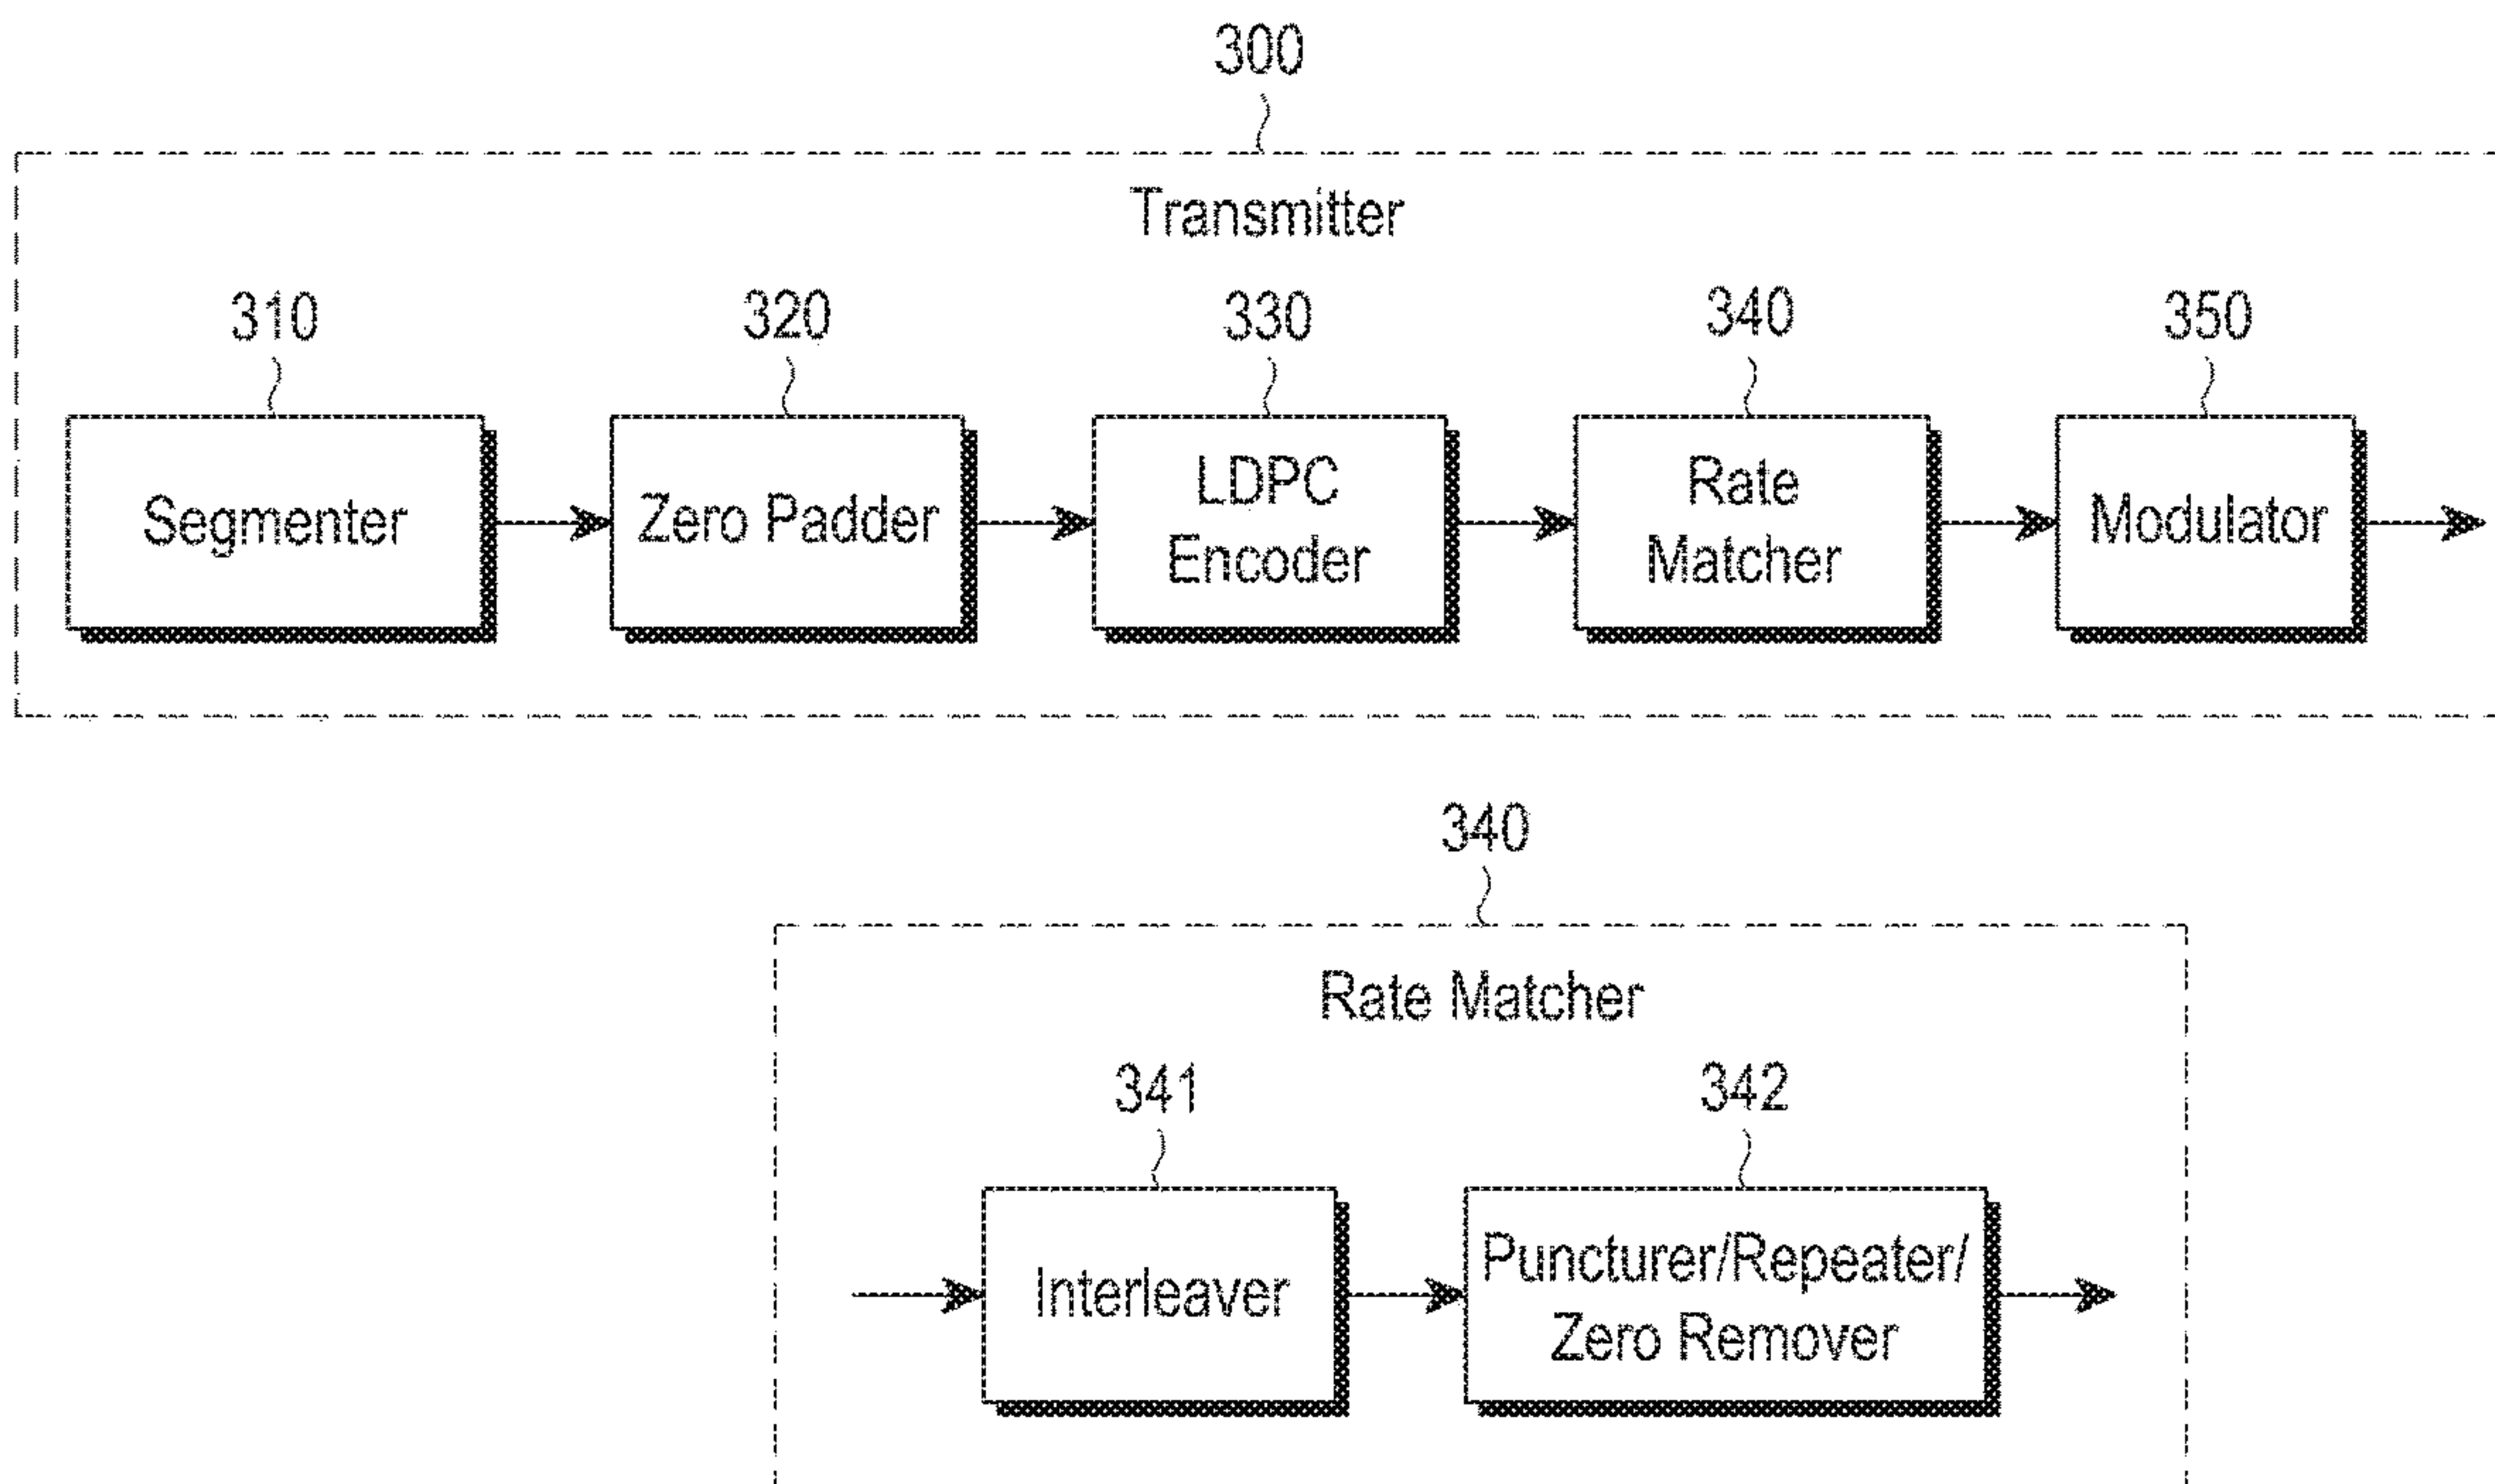 300
Transmitter
310
320
330
340
350
Segmenter
Zero Padder
LDPC
Encoder
Rate
Matcher
Modulator
340
Rate Matcher
341
342
Interleaver
Puncturer/Repeater/
Zero Remover